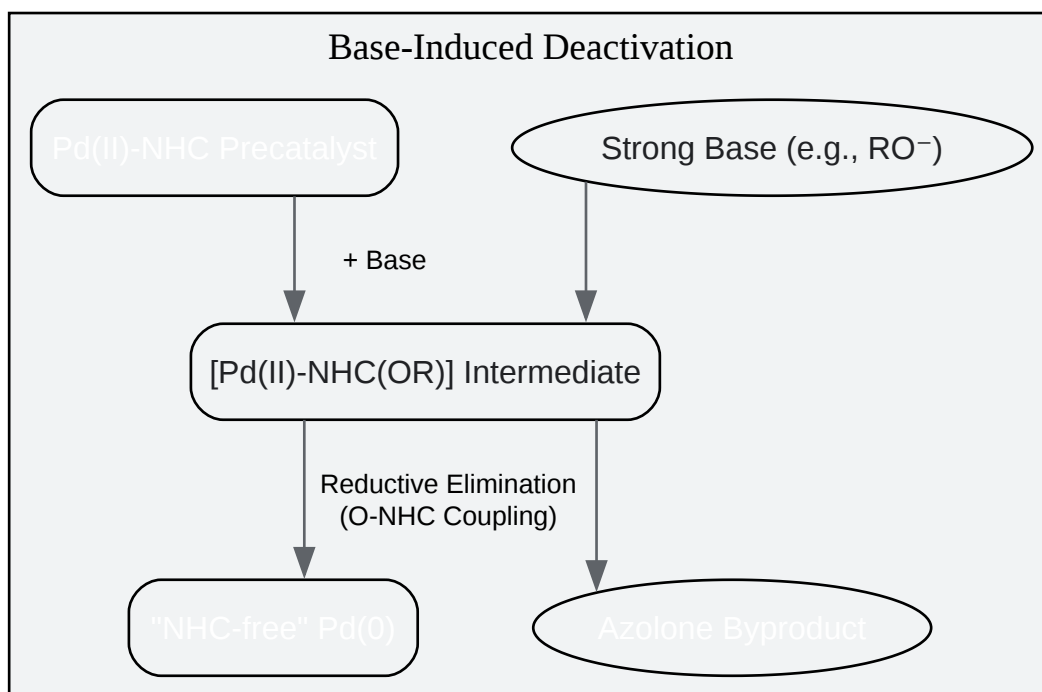 Base-Induced Deactivation
Pd(II)-NHC Precatalyst
Strong Base (e.g., RO⁻)
+ Base
[Pd(II)-NHC(OR)] Intermediate
Reductive Elimination
(O-NHC Coupling)
"NHC-free" Pd(0)
Azolone Byproduct